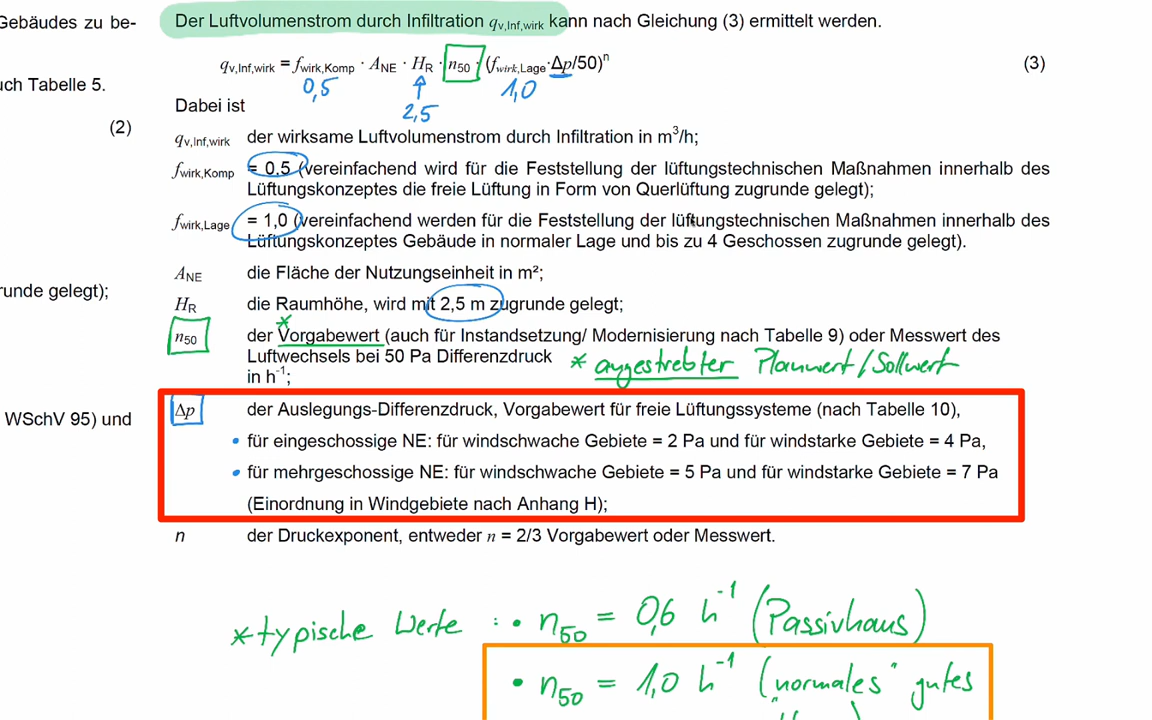 Gebäudes zu be-
Der Luftvolumenstrom durch Infiltration qv,Inf,wirk kann nach Gleichung (3) ermittelt werden.
qv,Inf,wirk = fwirk,Komp · ANE · HR · n50 · (fwirk,Lage·Δp/50)ⁿ (3)
0,5 1,0
uch Tabelle 5.
Dabei ist
2,5
(2)
qv,Inf,wirk der wirksame Luftvolumenstrom durch Infiltration in m³/h;
fwirk,Komp = 0,5 (vereinfachend wird für die Feststellung der lüftungstechnischen Maßnahmen innerhalb des
Lüftungskonzeptes die freie Lüftung in Form von Querlüftung zugrunde gelegt);
fwirk,Lage = 1,0 (vereinfachend werden für die Feststellung der lüftungstechnischen Maßnahmen innerhalb des
Lüftungskonzeptes Gebäude in normaler Lage und bis zu 4 Geschossen zugrunde gelegt).
ANE die Fläche der Nutzungseinheit in m²;
runde gelegt);
HR die Raumhöhe, wird mit 2,5 m zugrunde gelegt;
*
n50 der Vorgabewert (auch für Instandsetzung/ Modernisierung nach Tabelle 9) oder Messwert des
Luftwechsels bei 50 Pa Differenzdruck
* angestrebter Planwert/Sollwert
in h⁻¹;
WSchV 95) und
Δp der Auslegungs-Differenzdruck, Vorgabewert für freie Lüftungssysteme (nach Tabelle 10),
• für eingeschossige NE: für windschwache Gebiete = 2 Pa und für windstarke Gebiete = 4 Pa,
• für mehrgeschossige NE: für windschwache Gebiete = 5 Pa und für windstarke Gebiete = 7 Pa
(Einordnung in Windgebiete nach Anhang H);
n der Druckexponent, entweder n = 2/3 Vorgabewert oder Messwert.
*typische Werte : • n50 = 0,6 h⁻¹ (Passivhaus)
• n50 = 1,0 h⁻¹ („normales" gutes